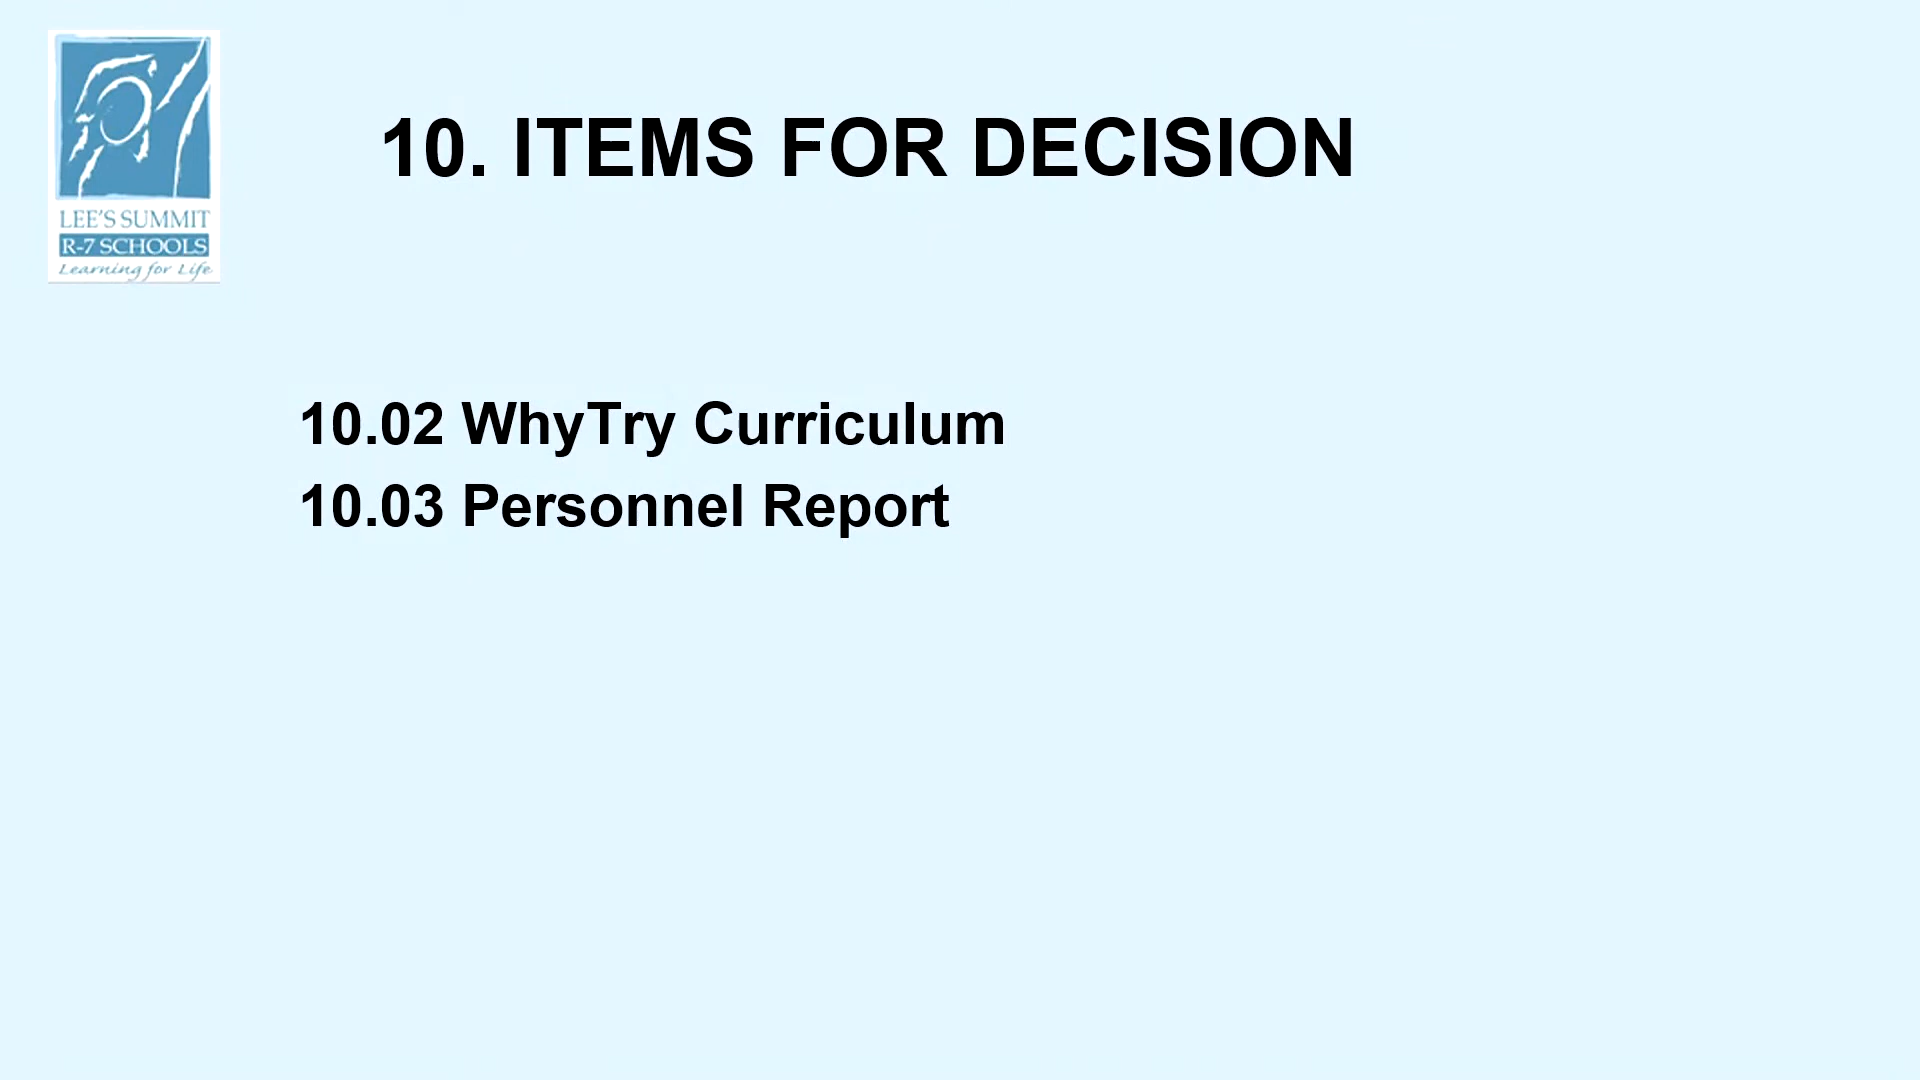 LEE'S SUMMIT
R-7 SCHOOLS
Learning for Life
10. ITEMS FOR DECISION
10.02 WhyTry Curriculum
10.03 Personnel Report